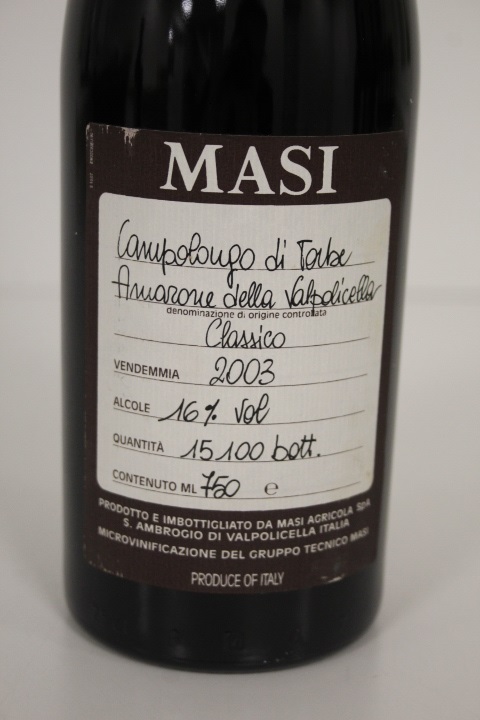 MASI
Campolongo di Torbe
Amarone della Valpolicella
denominazione di origine controllata
Classico
VENDEMMIA 2003
ALCOLE 16% vol
QUANTITÀ 15100 bott.
CONTENUTO ML 750 e
PRODOTTO E IMBOTTIGLIATO DA MASI AGRICOLA SpA
S. AMBROGIO DI VALPOLICELLA ITALIA
MICROVINIFICAZIONE DEL GRUPPO TECNICO MASI
PRODUCE OF ITALY